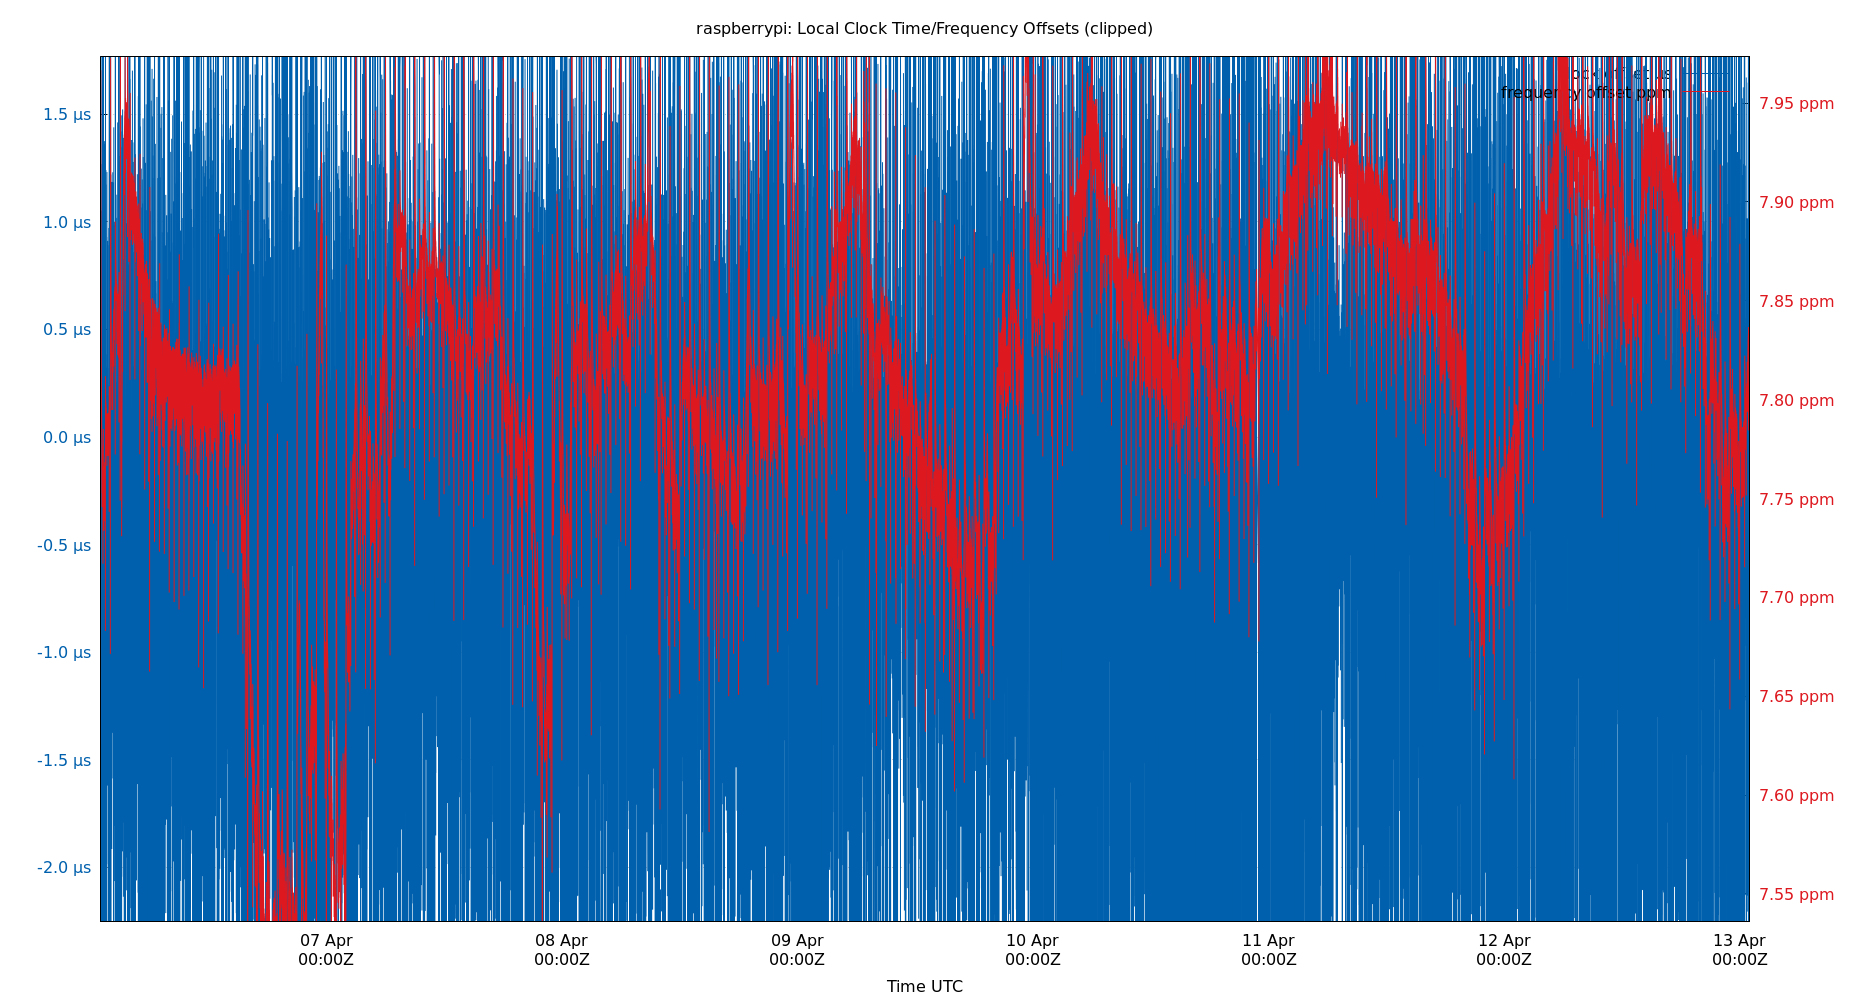 raspberrypi: Local Clock Time/Frequency Offsets (clipped)
frequency offset ppm
1.5 µs
1.0 µs
0.5 µs
0.0 µs
-0.5 µs
-1.0 µs
-1.5 µs
-2.0 µs
7.95 ppm
7.90 ppm
7.85 ppm
7.80 ppm
7.75 ppm
7.70 ppm
7.65 ppm
7.60 ppm
7.55 ppm
07 Apr
00:00Z
08 Apr
00:00Z
09 Apr
00:00Z
10 Apr
00:00Z
11 Apr
00:00Z
12 Apr
00:00Z
13 Apr
00:00Z
Time UTC